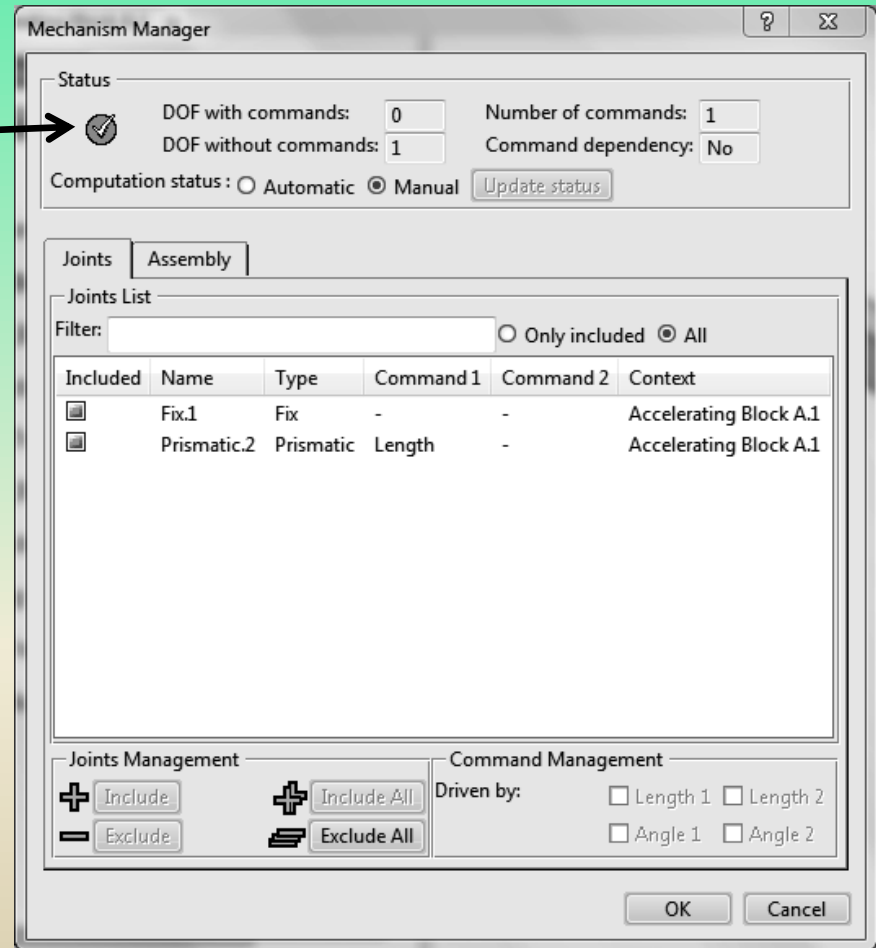 Mechanism Manager
Status
DOF with commands: 0 Number of commands: 1
DOF without commands: 1 Command dependency: No
Computation status : Automatic Manual Update status
Joints Assembly
Joints List
Filter: Only included All
Included Name Type Command 1 Command 2 Context
Fix.1 Fix - - Accelerating Block A.1
Prismatic.2 Prismatic Length - Accelerating Block A.1
Joints Management Command Management
Include Include All Driven by: Length 1 Length 2
Exclude Exclude All Angle 1 Angle 2
OK Cancel